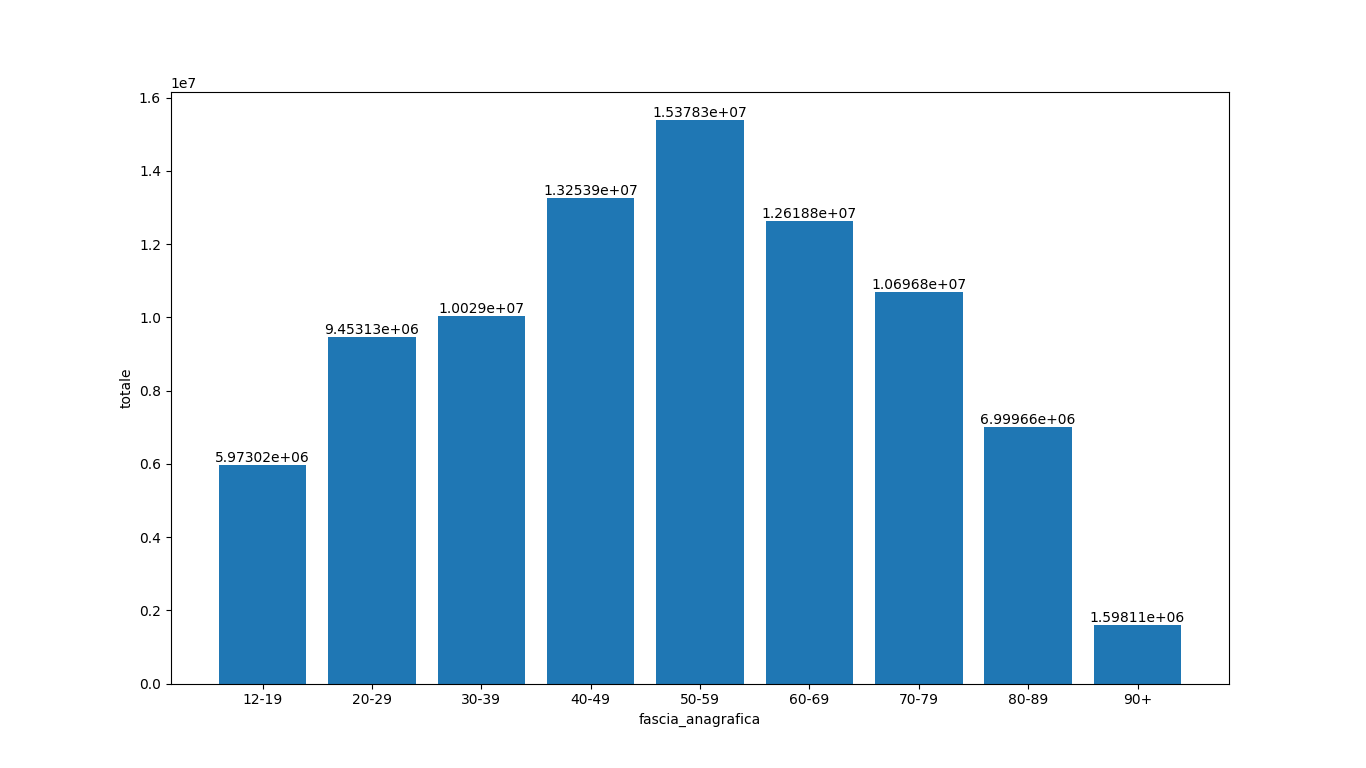 1e7
1.6
1.4
1.2
1.0
0.8
0.6
0.4
0.2
0.0
totale
5.97302e+06
9.45313e+06
1.0029e+07
1.32539e+07
1.53783e+07
1.26188e+07
1.06968e+07
6.99966e+06
1.59811e+06
12-19 20-29 30-39 40-49 50-59 60-69 70-79 80-89 90+
fascia_anagrafica